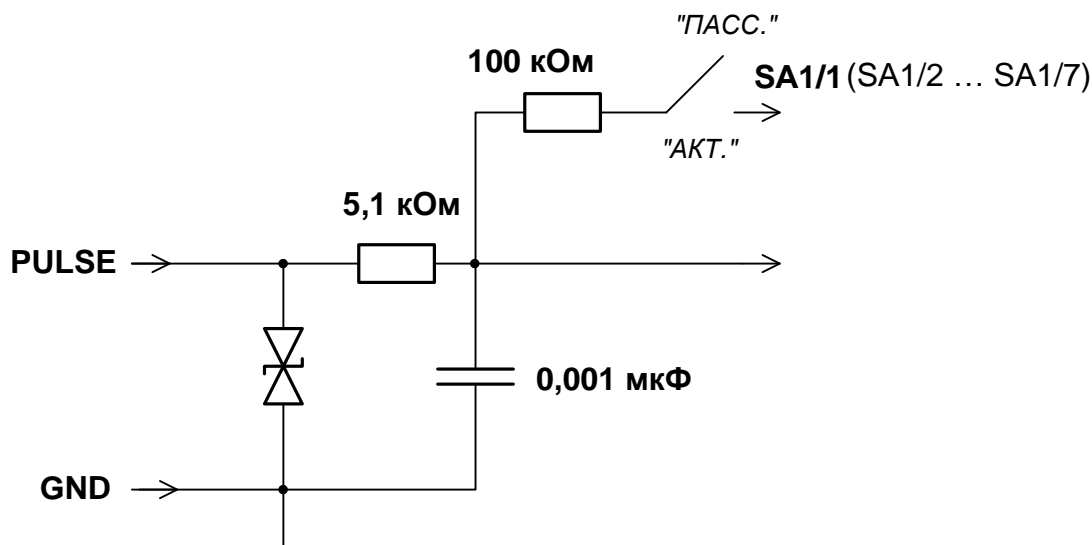 "ПАСС."
100 кОм
SA1/1 (SA1/2 ... SA1/7)
"АКТ."
5,1 кОм
PULSE
0,001 мкФ
GND